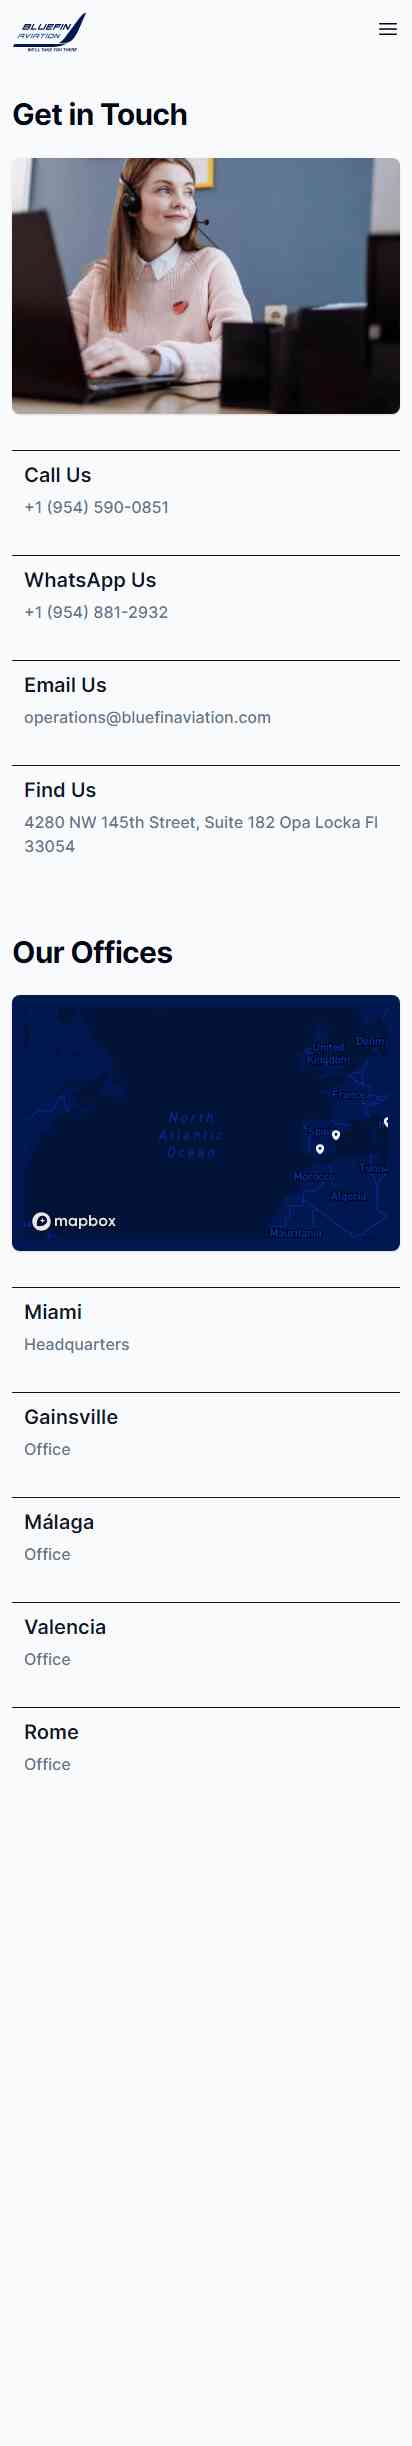 BLUEFIN
AVIATION
WE'LL TAKE YOU THERE
Get in Touch
Call Us
+1 (954) 590-0851
WhatsApp Us
+1 (954) 881-2932
Email Us
operations@bluefinaviation.com
Find Us
4280 NW 145th Street, Suite 182 Opa Locka Fl
33054
Our Offices
United
Kingdom
France
North
Atlantic
Ocean
Morocco
Algeria
Mauritania
mapbox
Miami
Headquarters
Gainsville
Office
Málaga
Office
Valencia
Office
Rome
Office